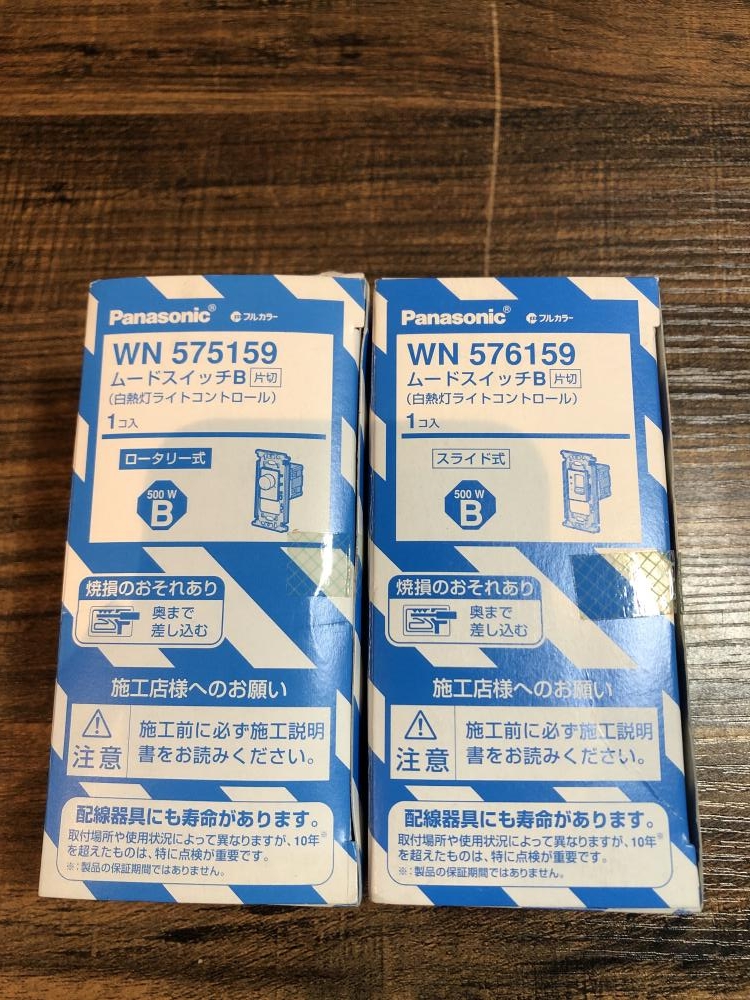 Panasonic® フルカラー
WN 575159
ムードスイッチB 片切
(白熱灯ライトコントロール)
1コ入
ロータリー式
500 W
B
焼損のおそれあり
奥まで
差し込む
施工店様へのお願い
注意
施工前に必ず施工説明
書をお読みください。
配線器具にも寿命があります。
取付場所や使用状況によって異なりますが、10年※
を超えたものは、特に点検が重要です。
※:製品の保証期間ではありません。
Panasonic® フルカラー
WN 576159
ムードスイッチB 片切
(白熱灯ライトコントロール)
1コ入
スライド式
500 W
B
焼損のおそれあり
奥まで
差し込む
施工店様へのお願い
注意
施工前に必ず施工説明
書をお読みください。
配線器具にも寿命があります。
取付場所や使用状況によって異なりますが、10年※
を超えたものは、特に点検が重要です。
※:製品の保証期間ではありません。